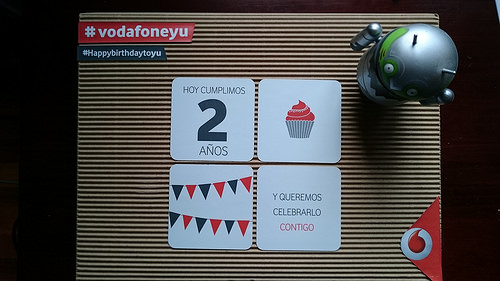 #vodafoneyu
#Happybirthdaytoyu
HOY CUMPLIMOS
2
AÑOS
Y QUEREMOS
CELEBRARLO
CONTIGO